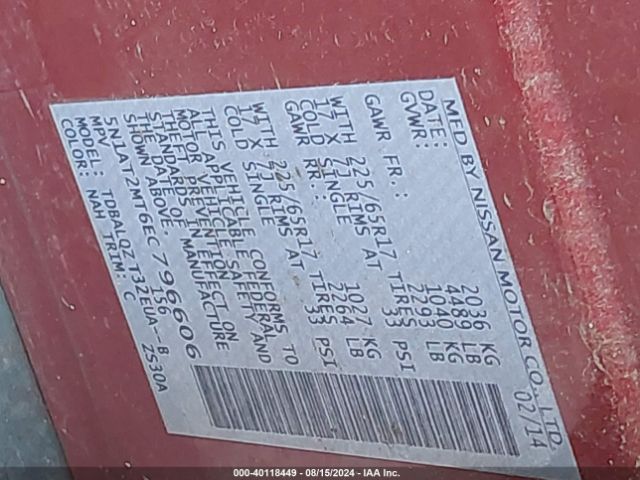 MFD BY NISSAN MOTOR CO., LTD.
DATE: 02/14
GVWR: 2036 KG
4489 LB
GAWR FR.: 1040 KG
2293 LB
WITH 225/65R17 TIRES
17 X 7J RIMS AT 33 PSI
COLD SINGLE
GAWR RR.: 1027 KG
2264 LB
WITH 225/65R17 TIRES
17 X 7J RIMS AT 33 PSI
COLD SINGLE
THIS VEHICLE CONFORMS TO
ALL APPLICABLE FEDERAL AND
MOTOR VEHICLE SAFETY
THEFT PREVENTION
STANDARDS IN EFFECT ON
THE DATE OF MANUFACTURE
SHOWN ABOVE. 156
5N1AT2MT6EC796606
MPV
MODEL: TDBALQZT32EUA--B
COLOR: NAH TRIM: C ZS30A
000-40118449 - 08/15/2024 - IAA Inc.